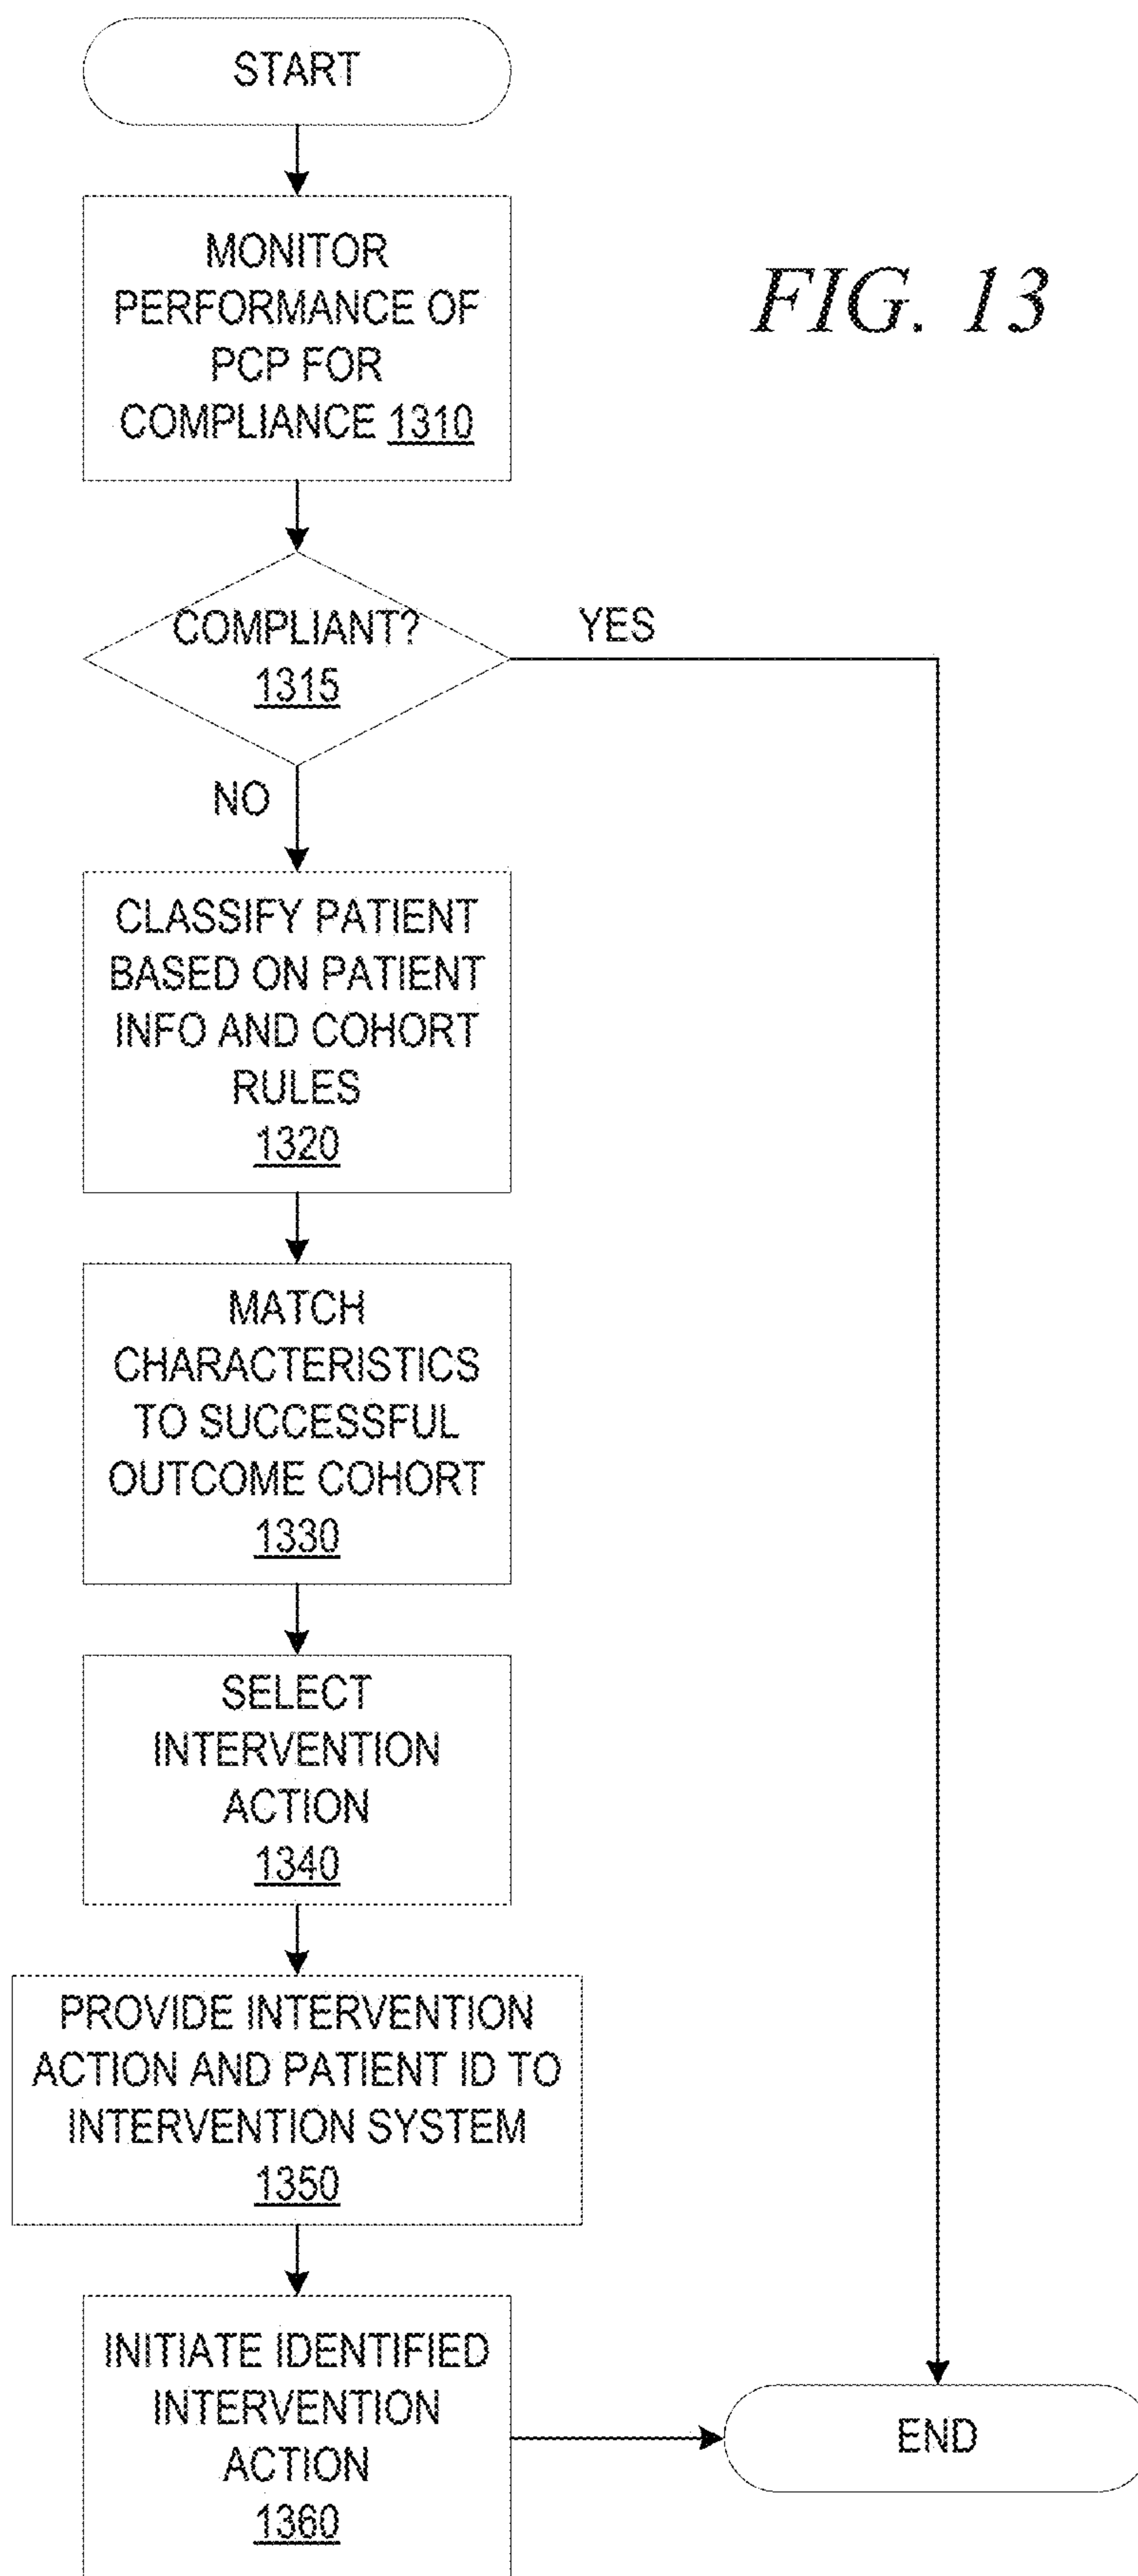 START
MONITOR
PERFORMANCE OF
PCP FOR
COMPLIANCE 1310
FIG. 13
COMPLIANT?
1315
YES
NO
CLASSIFY PATIENT
BASED ON PATIENT
INFO AND COHORT
RULES
1320
MATCH
CHARACTERISTICS
TO SUCCESSFUL
OUTCOME COHORT
1330
SELECT
INTERVENTION
ACTION
1340
PROVIDE INTERVENTION
ACTION AND PATIENT ID TO
INTERVENTION SYSTEM
1350
INITIATE IDENTIFIED
INTERVENTION
ACTION
1360
END